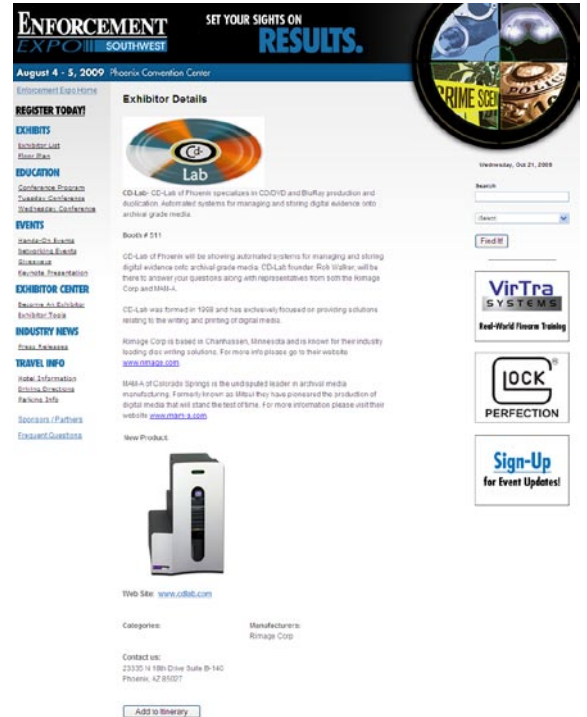 ENFORCEMENT
EXPO SOUTHWEST
SET YOUR SIGHTS ON
RESULTS.
August 4 - 5, 2009 Phoenix Convention Center
CRIME SCEN
POLICE
Enforcement Expo Home
REGISTER TODAY!
EXHIBITS
Exhibitor List
Floor Plan
EDUCATION
Conference Program
Tuesday Conference
Wednesday Conference
EVENTS
Hands-On Events
Networking Events
Giveaways
Keynote Presentation
EXHIBITOR CENTER
Become An Exhibitor
Exhibitor Tools
INDUSTRY NEWS
Press Releases
TRAVEL INFO
Hotel Information
Driving Directions
Parking Info
Sponsors / Partners
Frequent Questions
Exhibitor Details
Cd-
Lab
CD-Lab- CD-Lab of Phoenix specializes in CD/DVD and BluRay production and
duplication. Automated systems for managing and storing digital evidence onto
archival grade media.
Booth # 511
CD-Lab of Phoenix will be showing automated systems for managing and storing
digital evidence onto archival grade media. CD-Lab founder, Rob Walker, will be
there to answer your questions along with representatives from both the Rimage
Corp and MAM-A.
CD-Lab was formed in 1998 and has exclusively focused on providing solutions
relating to the writing and printing of digital media.
Rimage Corp is based in Chanhassen, Minnesota and is known for their industry
leading disc writing solutions. For more info please go to their website
www.rimage.com.
MAM-A of Colorado Springs is the undisputed leader in archival media
manufacturing. Formerly known as Mitsui they have pioneered the production of
digital media that will stand the test of time. For more information please visit their
website www.mam-a.com.
New Product:
Web Site: www.cdlab.com
Categories:
Manufacturers:
Rimage Corp
Contact us:
23335 N 18th Drive Suite B-140
Phoenix, AZ 85027
Add to Itinerary
Wednesday, Oct 21, 2009
Search
Select
Find It!
VirTra
SYSTEMS
Real-World Firearm Training
GLOCK
PERFECTION
Sign-Up
for Event Updates!